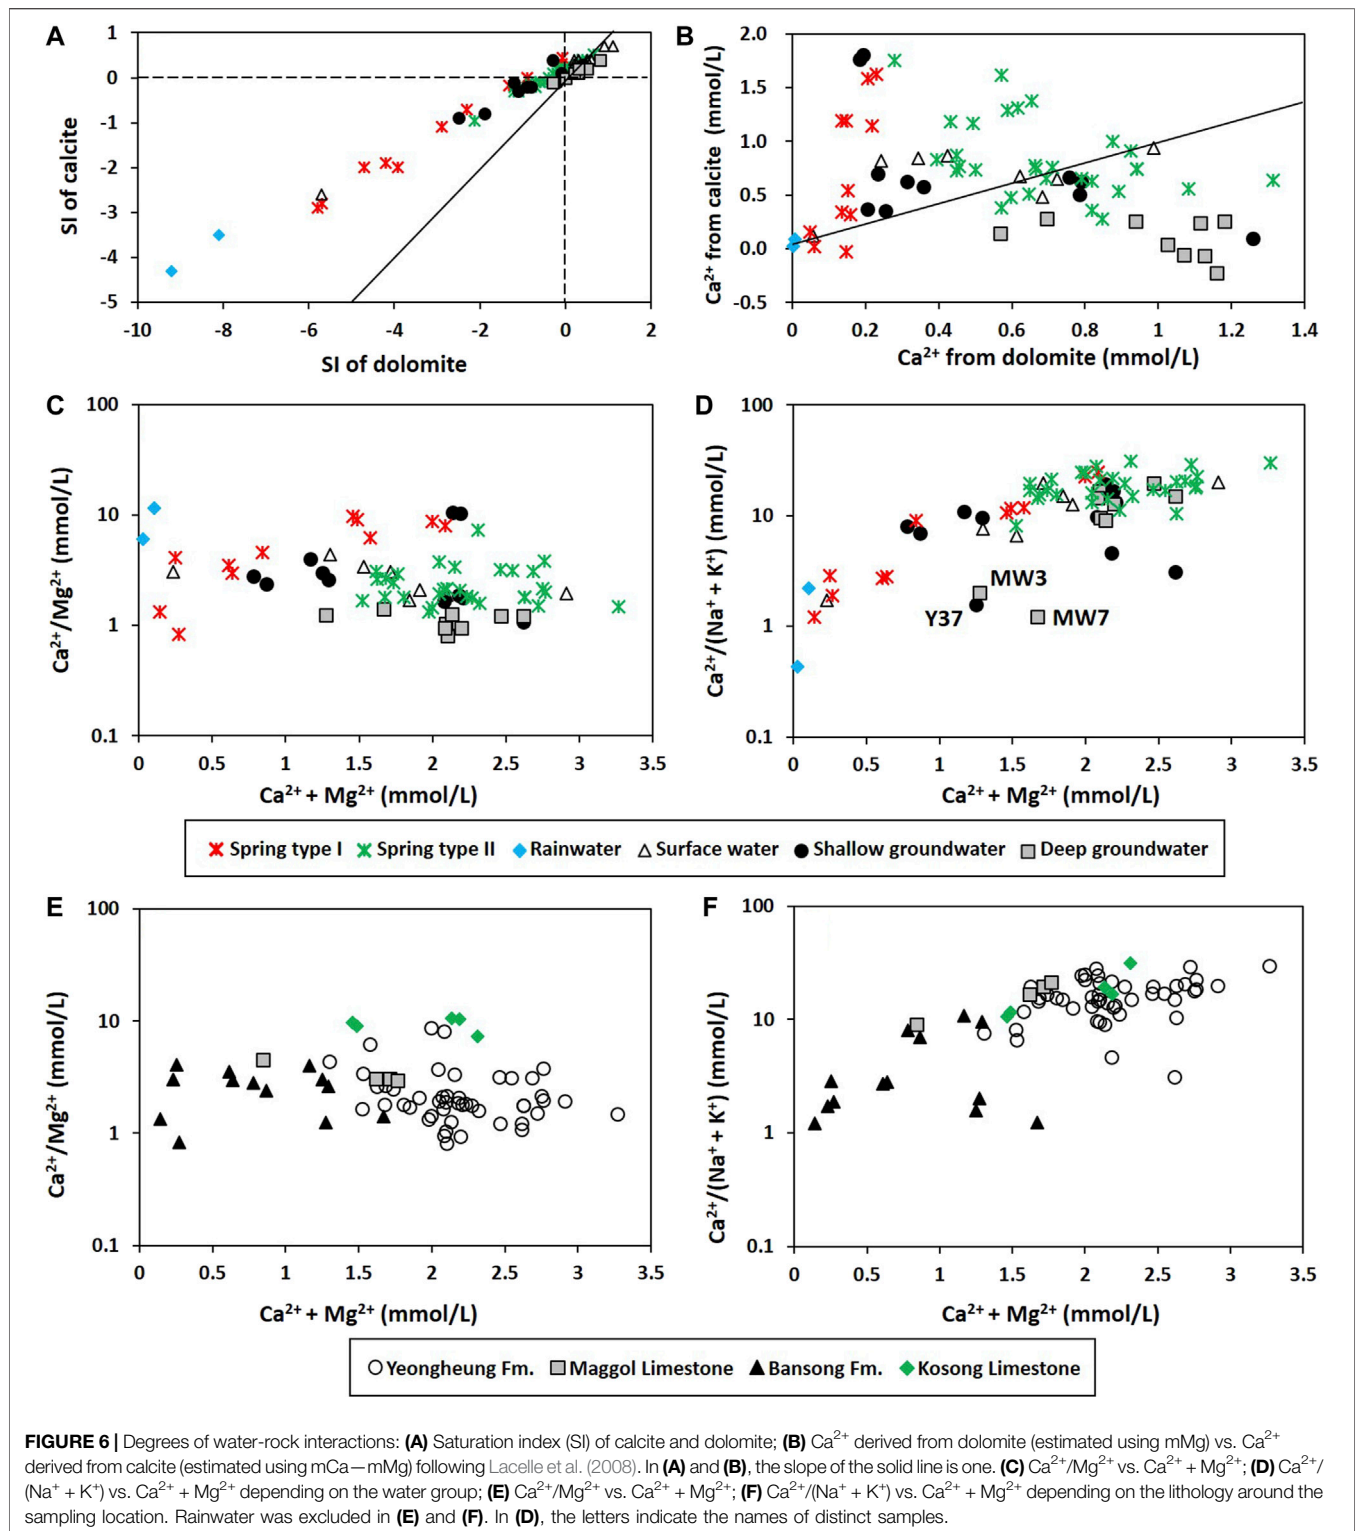 A
1
0
-1
-2
-3
-4
-5
SI of calcite
-10 -8 -6 -4 -2 0 2
SI of dolomite
B
2.0
1.5
1.0
0.5
0.0
-0.5
Ca²⁺ from calcite (mmol/L)
0 0.2 0.4 0.6 0.8 1 1.2 1.4
Ca²⁺ from dolomite (mmol/L)
C
100
10
1
0.1
Ca²⁺/Mg²⁺ (mmol/L)
0 0.5 1 1.5 2 2.5 3 3.5
Ca²⁺ + Mg²⁺ (mmol/L)
D
100
10
1
0.1
Ca²⁺/(Na⁺ + K⁺) (mmol/L)
MW3
Y37 MW7
0 0.5 1 1.5 2 2.5 3 3.5
Ca²⁺ + Mg²⁺ (mmol/L)
Spring type I Spring type II Rainwater Surface water Shallow groundwater Deep groundwater
E
100
10
1
0.1
Ca²⁺/Mg²⁺ (mmol/L)
0 0.5 1 1.5 2 2.5 3 3.5
Ca²⁺ + Mg²⁺ (mmol/L)
F
100
10
1
0.1
Ca²⁺/(Na⁺ + K⁺) (mmol/L)
0 0.5 1 1.5 2 2.5 3 3.5
Ca²⁺ + Mg²⁺ (mmol/L)
Yeongheung Fm. Maggol Limestone Bansong Fm. Kosong Limestone
FIGURE 6 | Degrees of water-rock interactions: (A) Saturation index (SI) of calcite and dolomite; (B) Ca²⁺ derived from dolomite (estimated using mMg) vs. Ca²⁺
derived from calcite (estimated using mCa—mMg) following Lacelle et al. (2008). In (A) and (B), the slope of the solid line is one. (C) Ca²⁺/Mg²⁺ vs. Ca²⁺ + Mg²⁺; (D) Ca²⁺/
(Na⁺ + K⁺) vs. Ca²⁺ + Mg²⁺ depending on the water group; (E) Ca²⁺/Mg²⁺ vs. Ca²⁺ + Mg²⁺; (F) Ca²⁺/(Na⁺ + K⁺) vs. Ca²⁺ + Mg²⁺ depending on the lithology around the
sampling location. Rainwater was excluded in (E) and (F). In (D), the letters indicate the names of distinct samples.